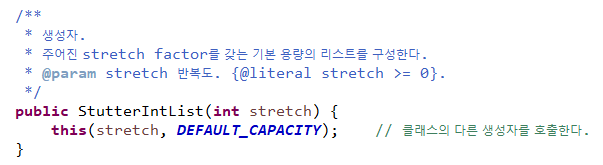 /**
 * 생성자.
 * 주어진 stretch factor를 갖는 기본 용량의 리스트를 구성한다.
 * @param stretch 반복도. {@literal stretch >= 0}.
 */
public StutterIntList(int stretch) {
    this(stretch, DEFAULT_CAPACITY);    // 클래스의 다른 생성자를 호출한다.
}